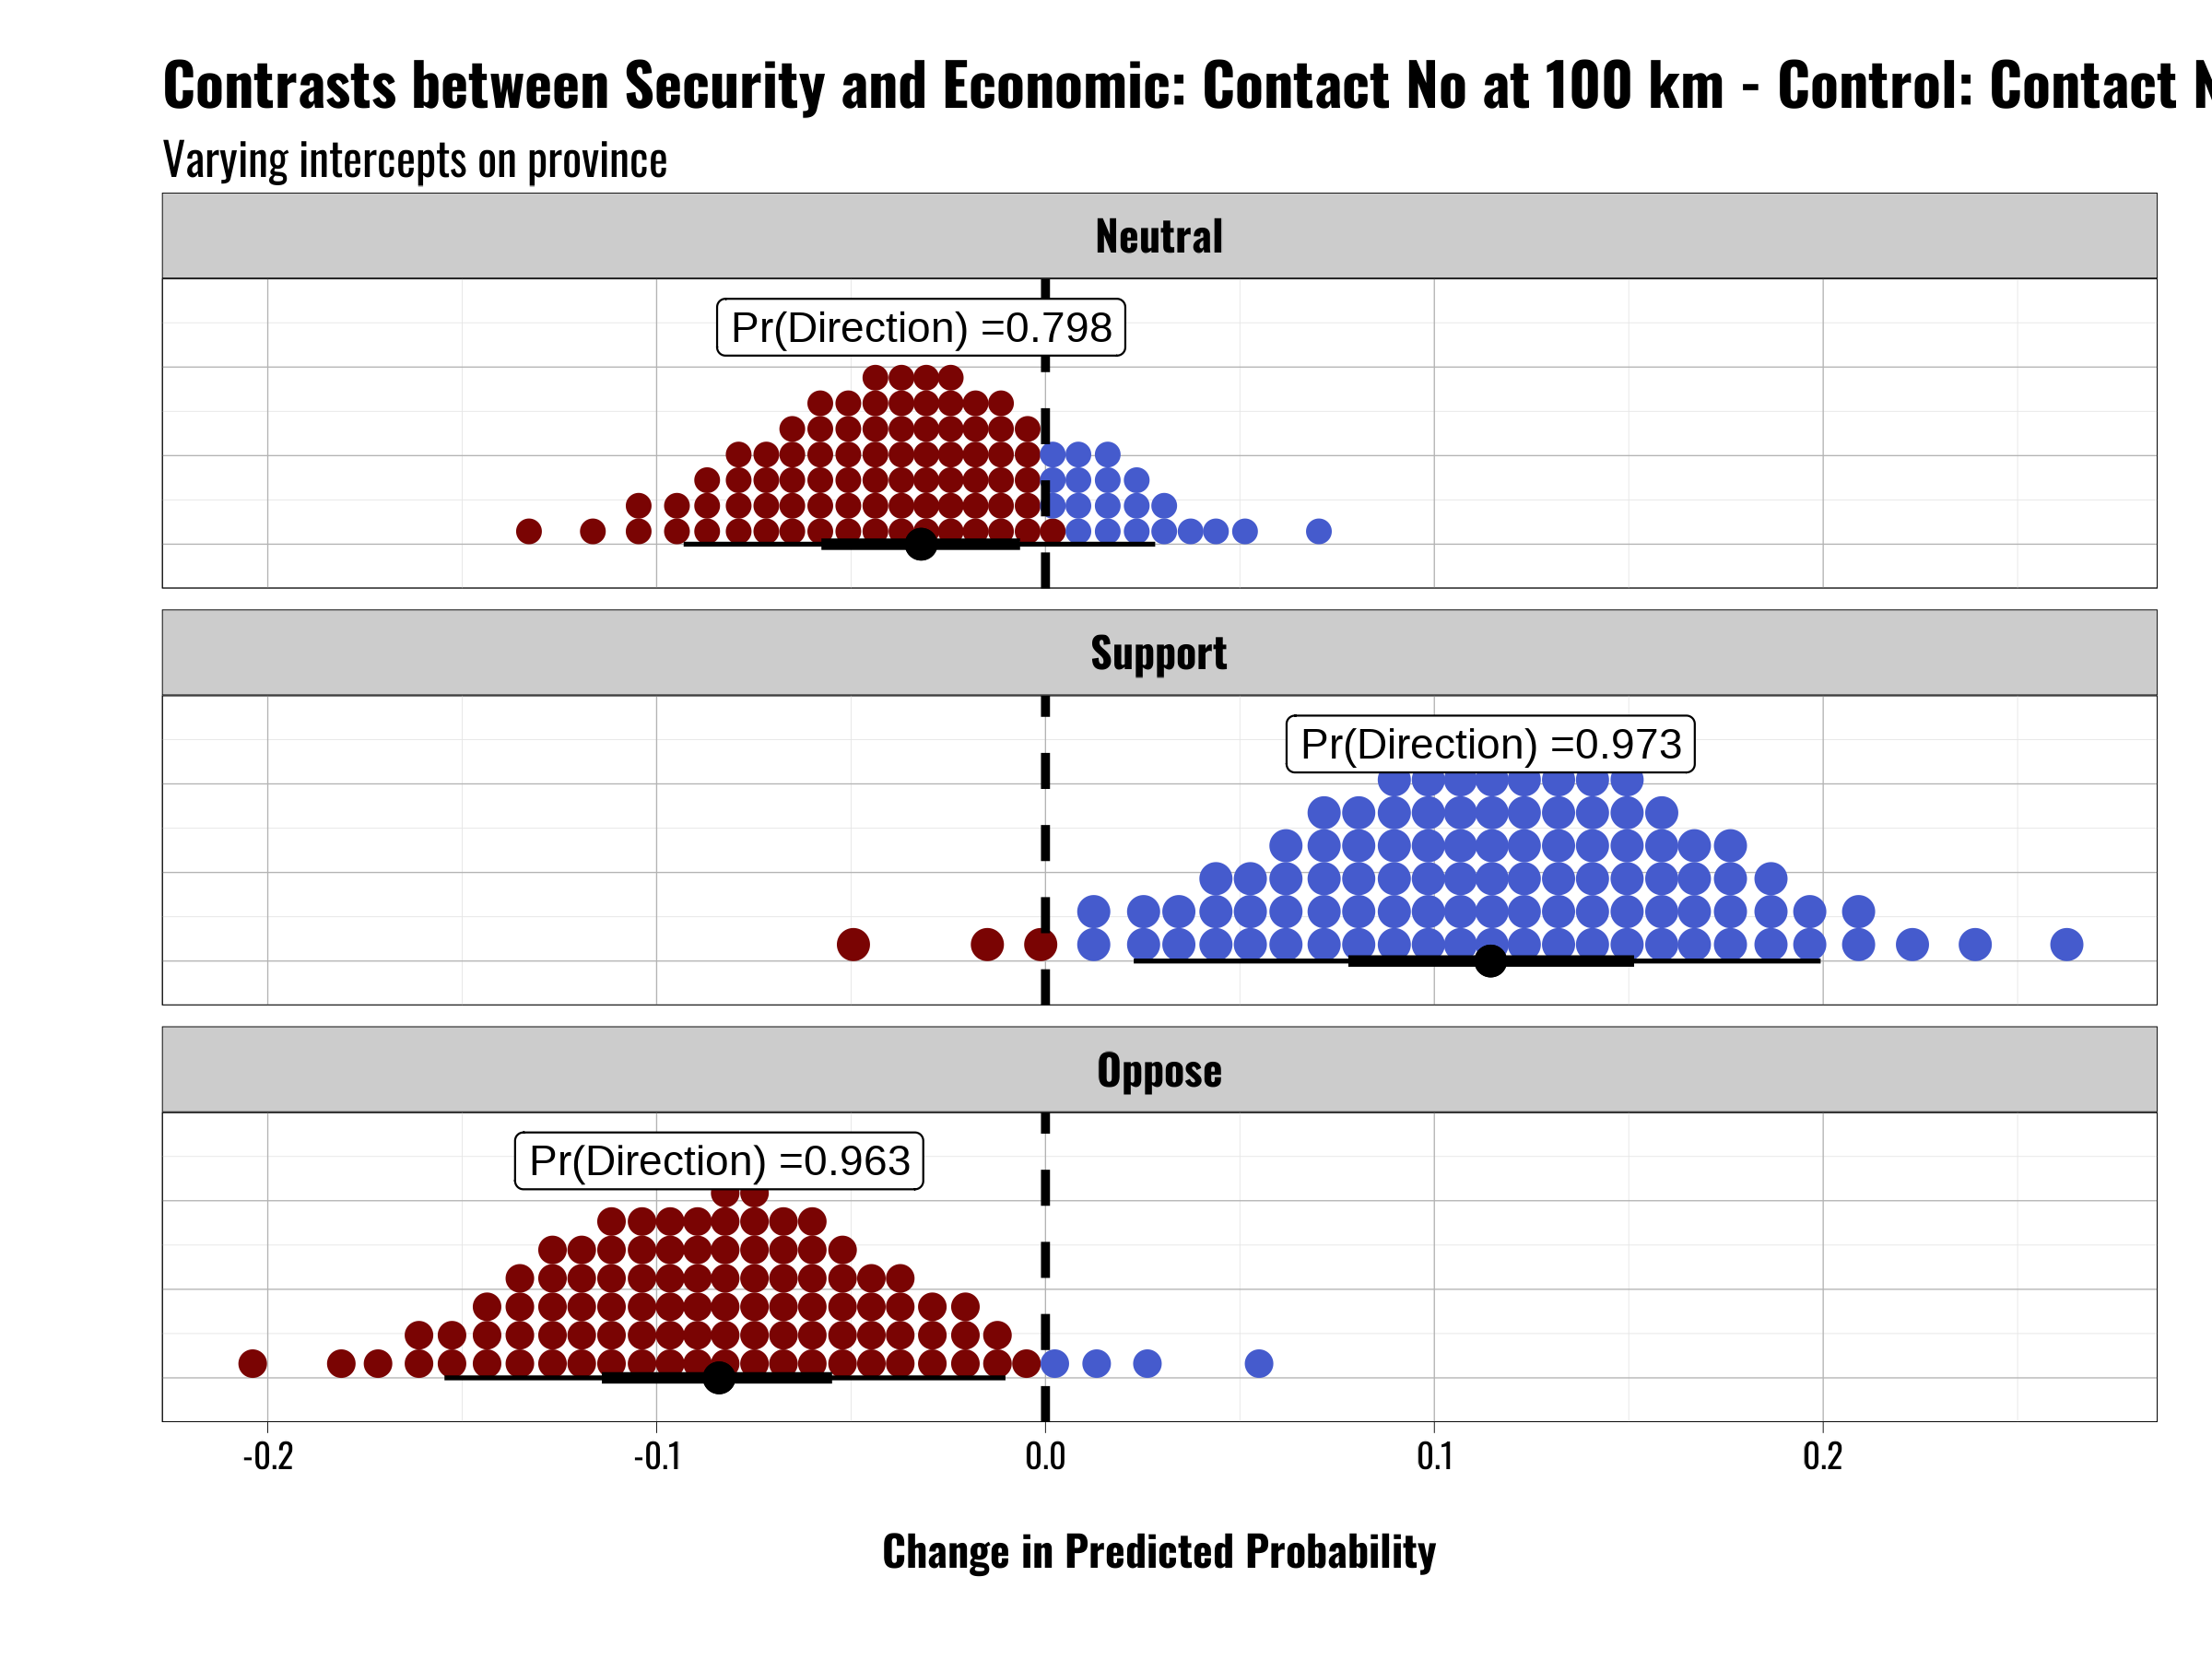 Contrasts between Security and Economic: Contact No at 100 km - Control: Contact
Varying intercepts on province
Neutral
Pr(Direction) =0.798
Support
Pr(Direction) =0.973
Oppose
Pr(Direction) =0.963
-0.2 -0.1 0.0 0.1 0.2
Change in Predicted Probability